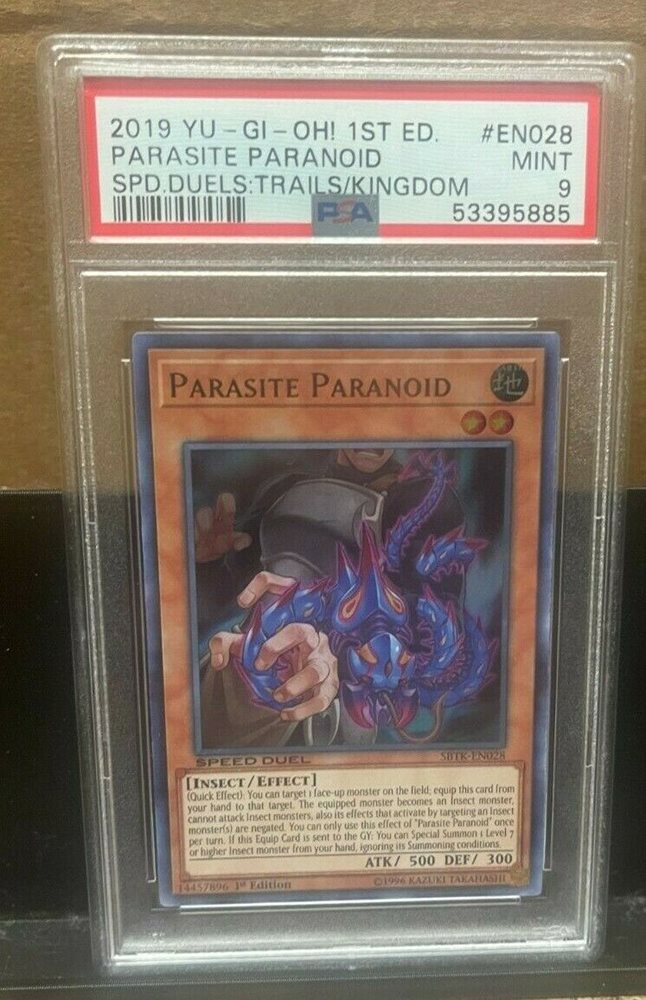 2019 YU-GI-OH! 1ST ED. #EN028
PARASITE PARANOID MINT
SPD.DUELS:TRAILS/KINGDOM 9
PSA 53395885
PARASITE PARANOID
地
SPEED DUEL SBTK-EN028
[INSECT/EFFECT]
(Quick Effect): You can target 1 face-up monster on the field; equip this card from
your hand to that target. The equipped monster becomes an Insect monster,
cannot attack Insect monsters, also its effects that activate by targeting an Insect
monster(s) are negated. You can only use this effect of "Parasite Paranoid" once
per turn. If this Equip Card is sent to the GY: You can Special Summon 1 Level 7
or higher Insect monster from your hand, ignoring its Summoning conditions.
ATK/ 500 DEF/ 300
14457896 1st Edition ©1996 KAZUKI TAKAHASHI